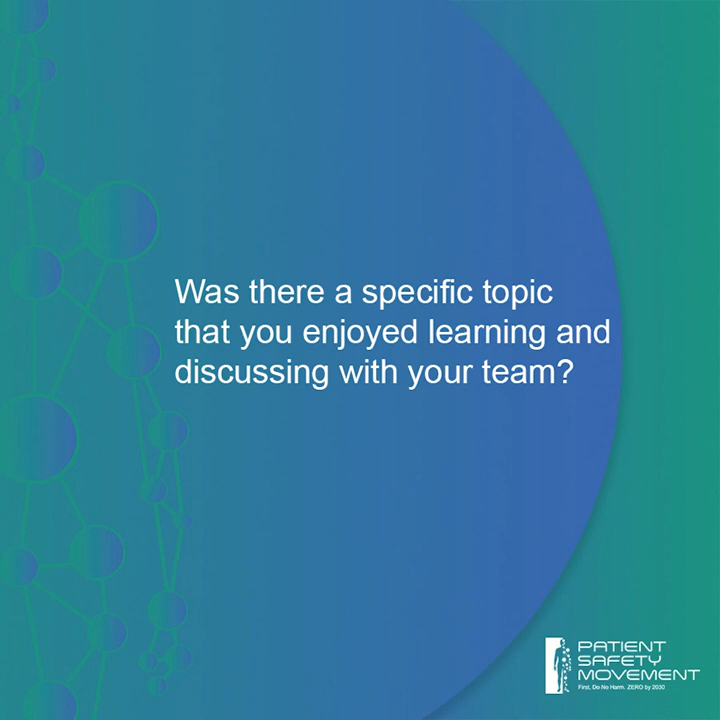 Was there a specific topic
that you enjoyed learning and
discussing with your team?
PATIENT
SAFETY
MOVEMENT
First, Do No Harm. ZERO by 2030